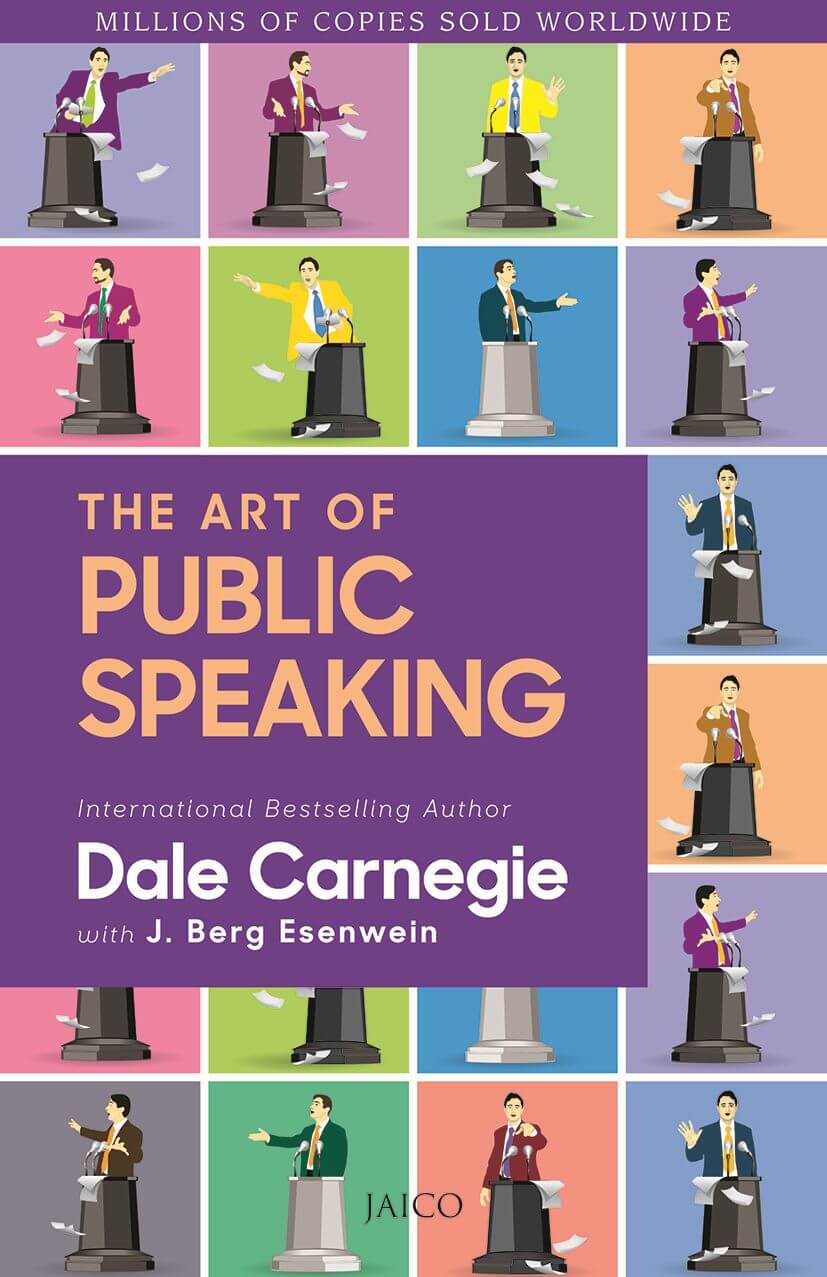 MILLIONS OF COPIES SOLD WORLDWIDE
THE ART OF
PUBLIC
SPEAKING
International Bestselling Author
Dale Carnegie
with J. Berg Esenwein
JAICO